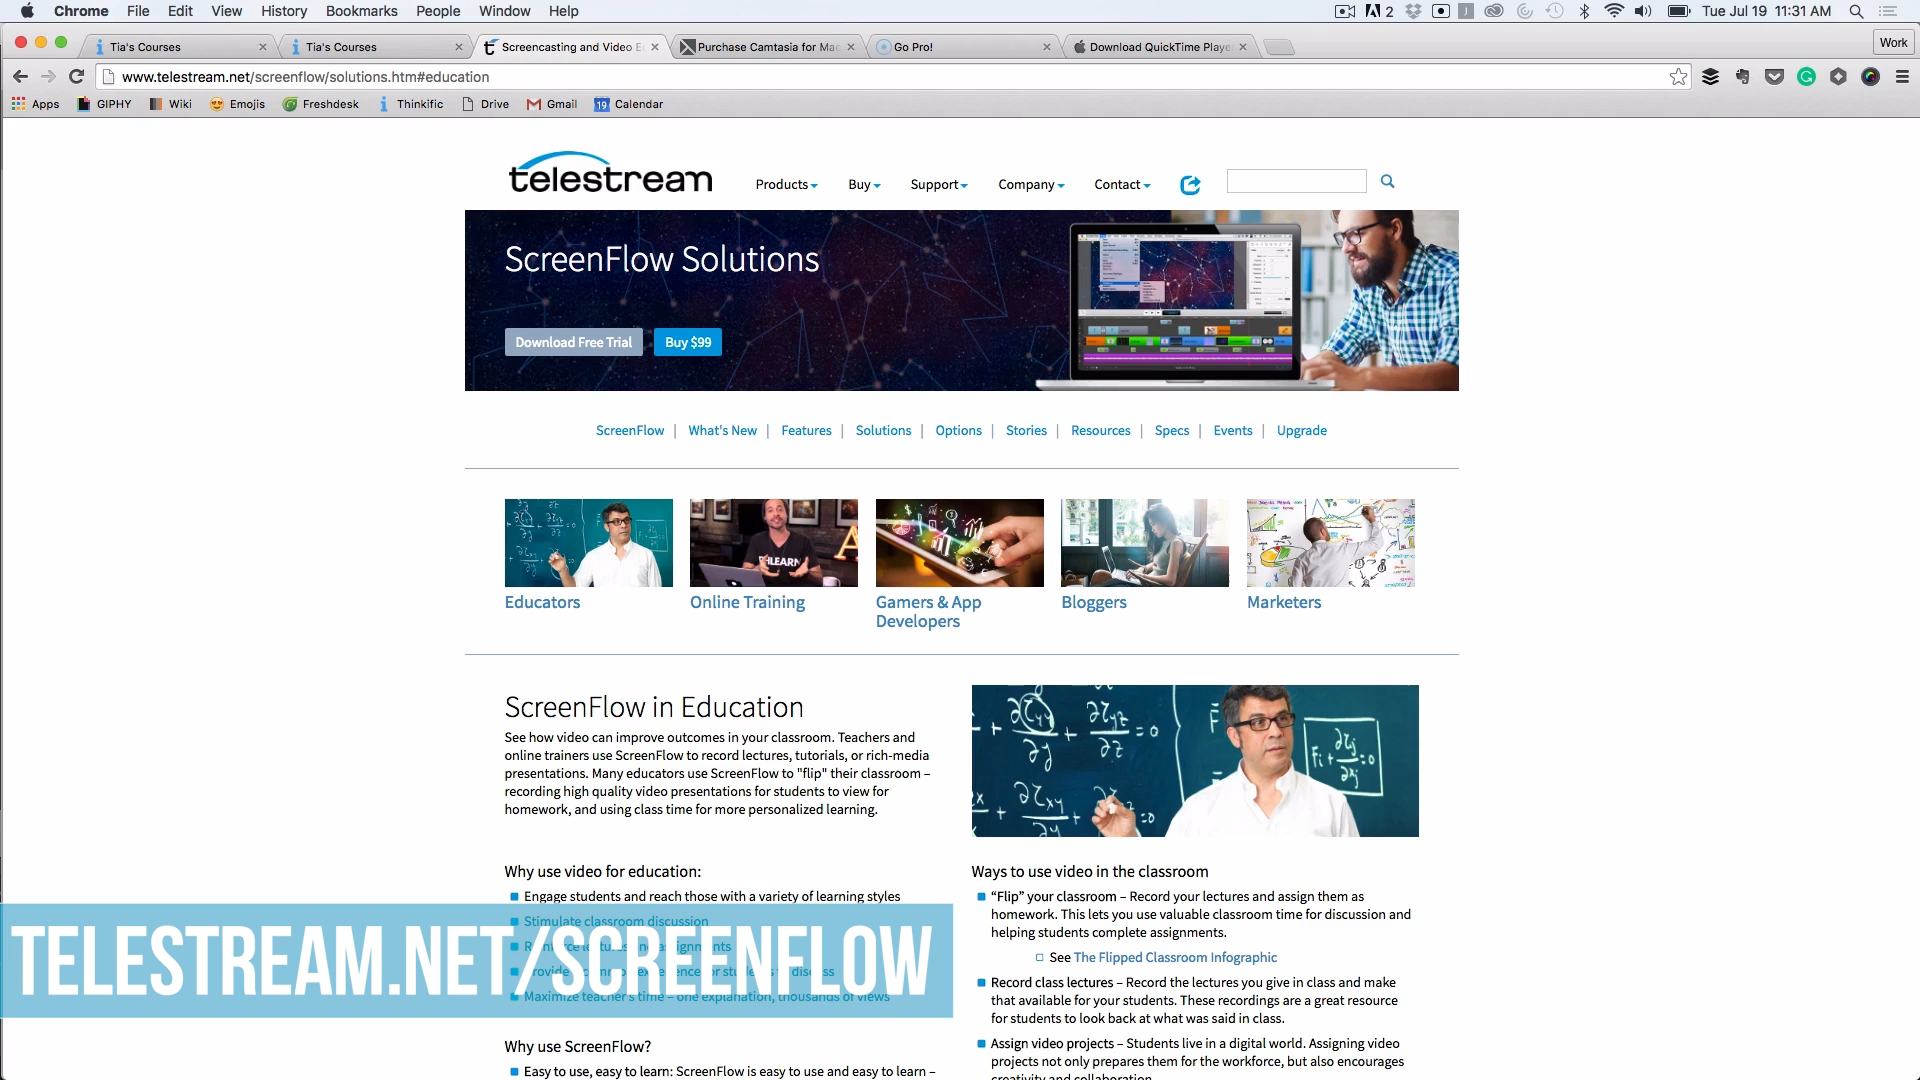 Chrome File Edit View History Bookmarks People Window Help 2 Tue Jul 19 11:31 AM
Tia's Courses Tia's Courses Screencasting and Video E Purchase Camtasia for Mac Go Pro! Download QuickTime Playe Work
www.telestream.net/screenflow/solutions.htm#education
Apps GIPHY Wiki Emojis Freshdesk Thinkific Drive 19 Gmail Calendar
telestream Products Buy Support Company Contact
ScreenFlow Solutions
Download Free Trial Buy $99
ScreenFlow | What's New | Features | Solutions | Options | Stories | Resources | Specs | Events | Upgrade
Educators Online Training Gamers & App Developers Bloggers Marketers
ScreenFlow in Education
See how video can improve outcomes in your classroom. Teachers and
online trainers use ScreenFlow to record lectures, tutorials, or rich-media
presentations. Many educators use ScreenFlow to "flip" their classroom –
recording high quality video presentations for students to view for
homework, and using class time for more personalized learning.
Why use video for education:
Engage students and reach those with a variety of learning styles
Stimulate classroom discussion
Maximize teacher's time – one explanation, thousands of views
TELESTREAM.NET/SCREENFLOW
Why use ScreenFlow?
Easy to use, easy to learn: ScreenFlow is easy to use and easy to learn –
Ways to use video in the classroom
“Flip” your classroom – Record your lectures and assign them as
homework. This lets you use valuable classroom time for discussion and
helping students complete assignments.
See The Flipped Classroom Infographic
Record class lectures – Record the lectures you give in class and make
that available for your students. These recordings are a great resource
for students to look back at what was said in class.
Assign video projects – Students live in a digital world. Assigning video
projects not only prepares them for the workforce, but also encourages
creativity and collaboration.